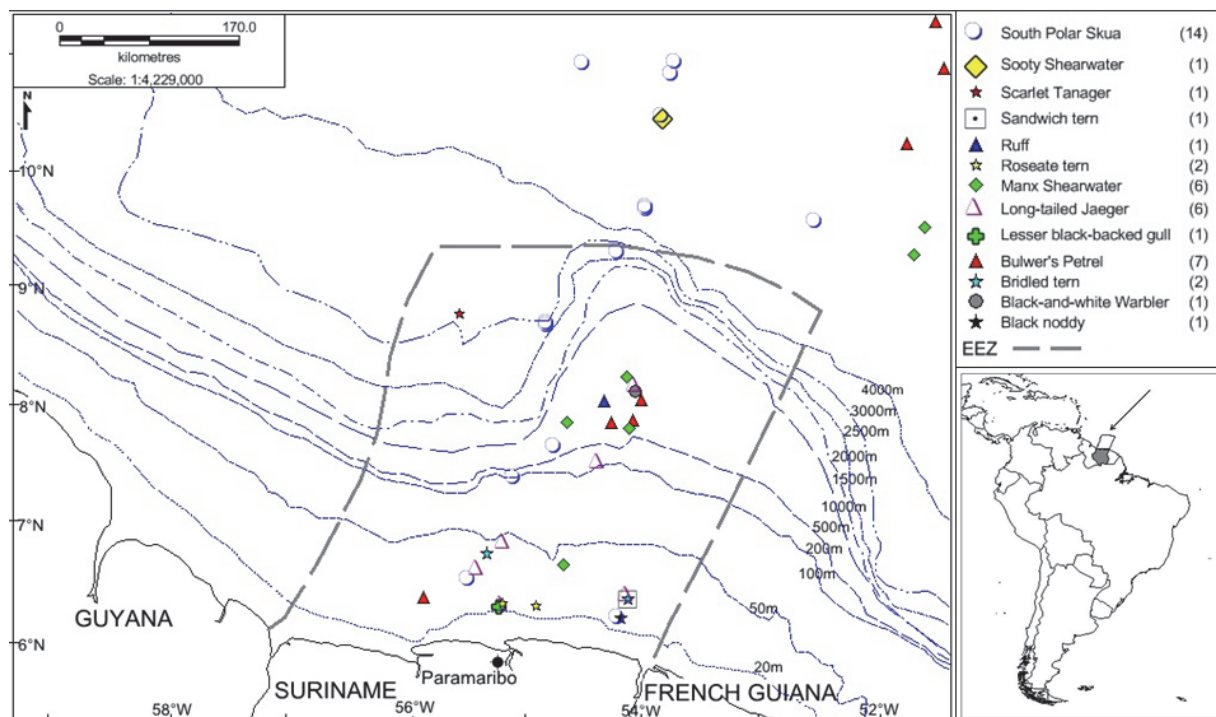 0 170.0
kilometres
Scale: 1:4,229,000
N
10°N
9°N
8°N
7°N
6°N
4000m
3000m
2500m
2000m
1500m
1000m
500m
200m
100m
50m
20m
GUYANA
Paramaribo
SURINAME
FRENCH GUIANA
58°W 56°W 54°W 52°W
South Polar Skua (14)
Sooty Shearwater (1)
Scarlet Tanager (1)
Sandwich tern (1)
Ruff (1)
Roseate tern (2)
Manx Shearwater (6)
Long-tailed Jaeger (6)
Lesser black-backed gull (1)
Bulwer's Petrel (7)
Bridled tern (2)
Black-and-white Warbler (1)
Black noddy (1)
EEZ